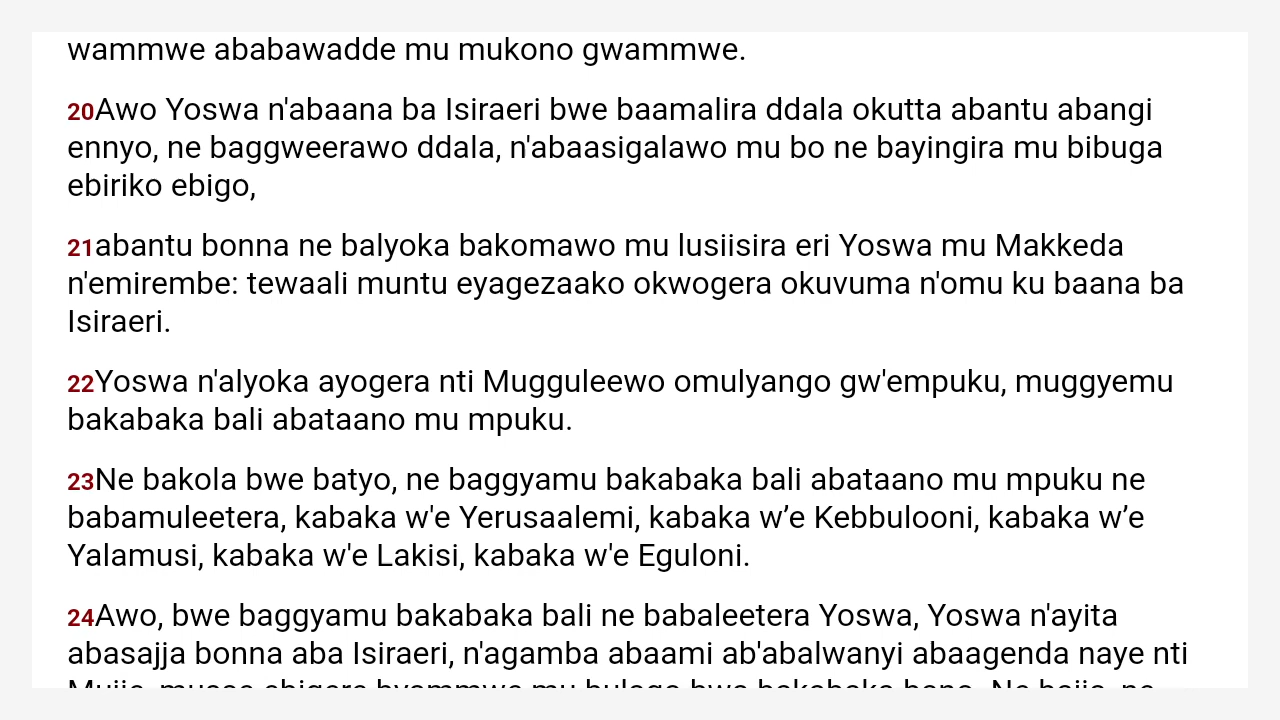 wammwe ababawadde mu mukono gwammwe.
20Awo Yoswa n'abaana ba Isiraeri bwe baamalira ddala okutta abantu abangi
ennyo, ne baggweerawo ddala, n'abaasigalawo mu bo ne bayingira mu bibuga
ebiriko ebigo,
21abantu bonna ne balyoka bakomawo mu lusiisira eri Yoswa mu Makkeda
n'emirembe: tewaali muntu eyagezaako okwogera okuvuma n'omu ku baana ba
Isiraeri.
22Yoswa n'alyoka ayogera nti Mugguleewo omulyango gw'empuku, muggyemu
bakabaka bali abataano mu mpuku.
23Ne bakola bwe batyo, ne baggyamu bakabaka bali abataano mu mpuku ne
babamuleetera, kabaka w'e Yerusaalemi, kabaka w’e Kebbulooni, kabaka w’e
Yalamusi, kabaka w'e Lakisi, kabaka w'e Eguloni.
24Awo, bwe baggyamu bakabaka bali ne babaleetera Yoswa, Yoswa n'ayita
abasajja bonna aba Isiraeri, n'agamba abaami ab'abalwanyi abaagenda naye nti